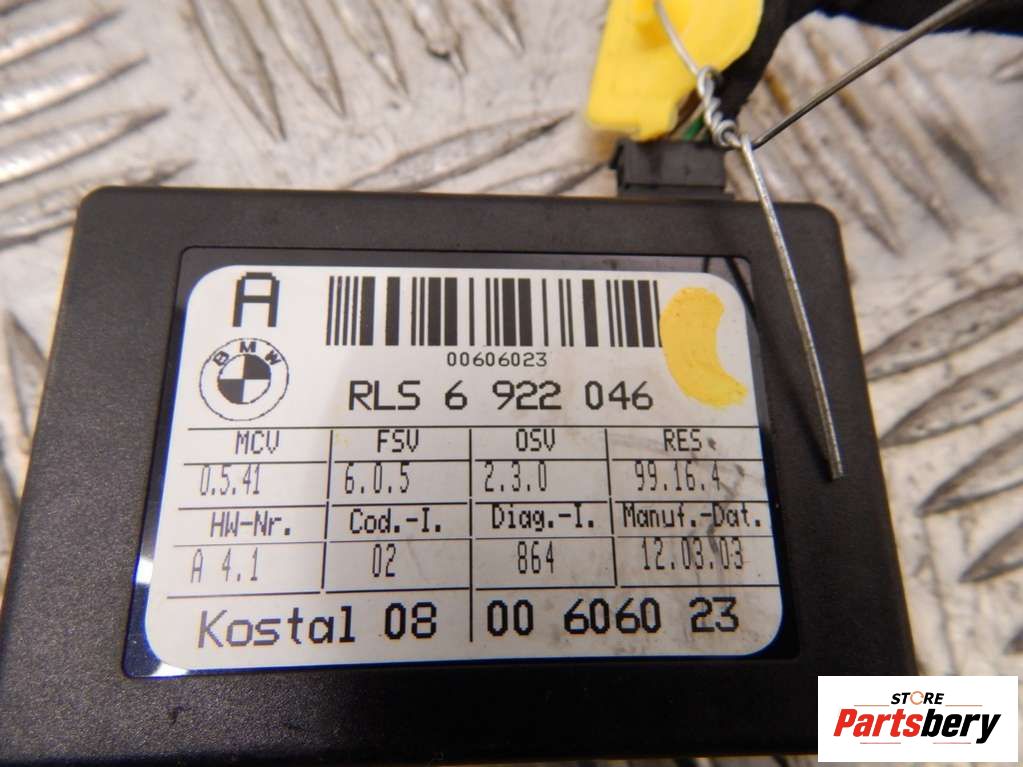 A
BMW
00606023
RLS 6 922 046
MCV FSV OSV RES
0.5.41 6.0.5 2.3.0 99.16.4
HW-Nr. Cod.-I. Diag.-I. Manuf.-Dat.
A 4.1 02 864 12.03.03
Kostal 08 00 6060 23
STORE
Partsbery